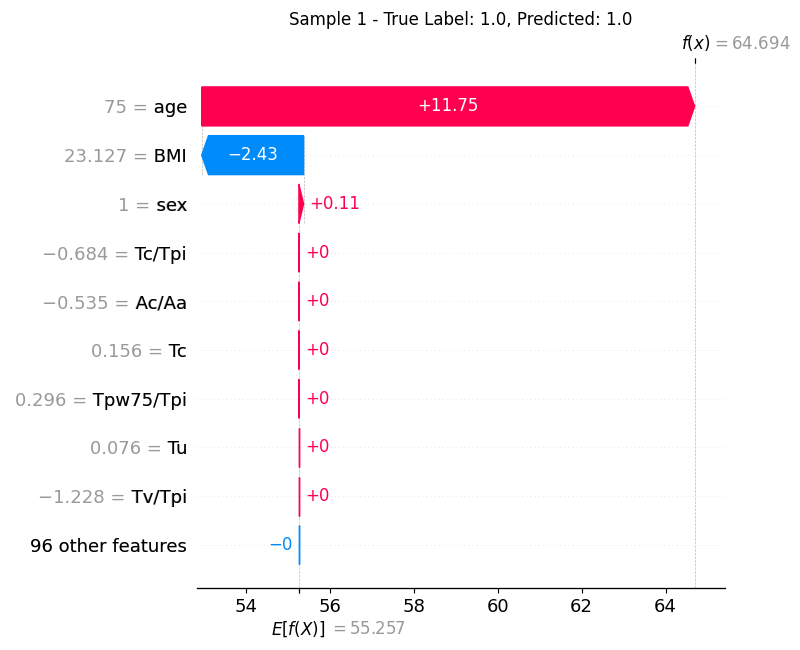 Sample 1 - True Label: 1.0, Predicted: 1.0
f(x) = 64.694
75 = age
+11.75
23.127 = BMI
−2.43
1 = sex
+0.11
−0.684 = Tc/Tpi
+0
−0.535 = Ac/Aa
+0
0.156 = Tc
+0
0.296 = Tpw75/Tpi
+0
0.076 = Tu
+0
−1.228 = Tv/Tpi
+0
96 other features
−0
54 56 58 60 62 64
E[f(X)] = 55.257